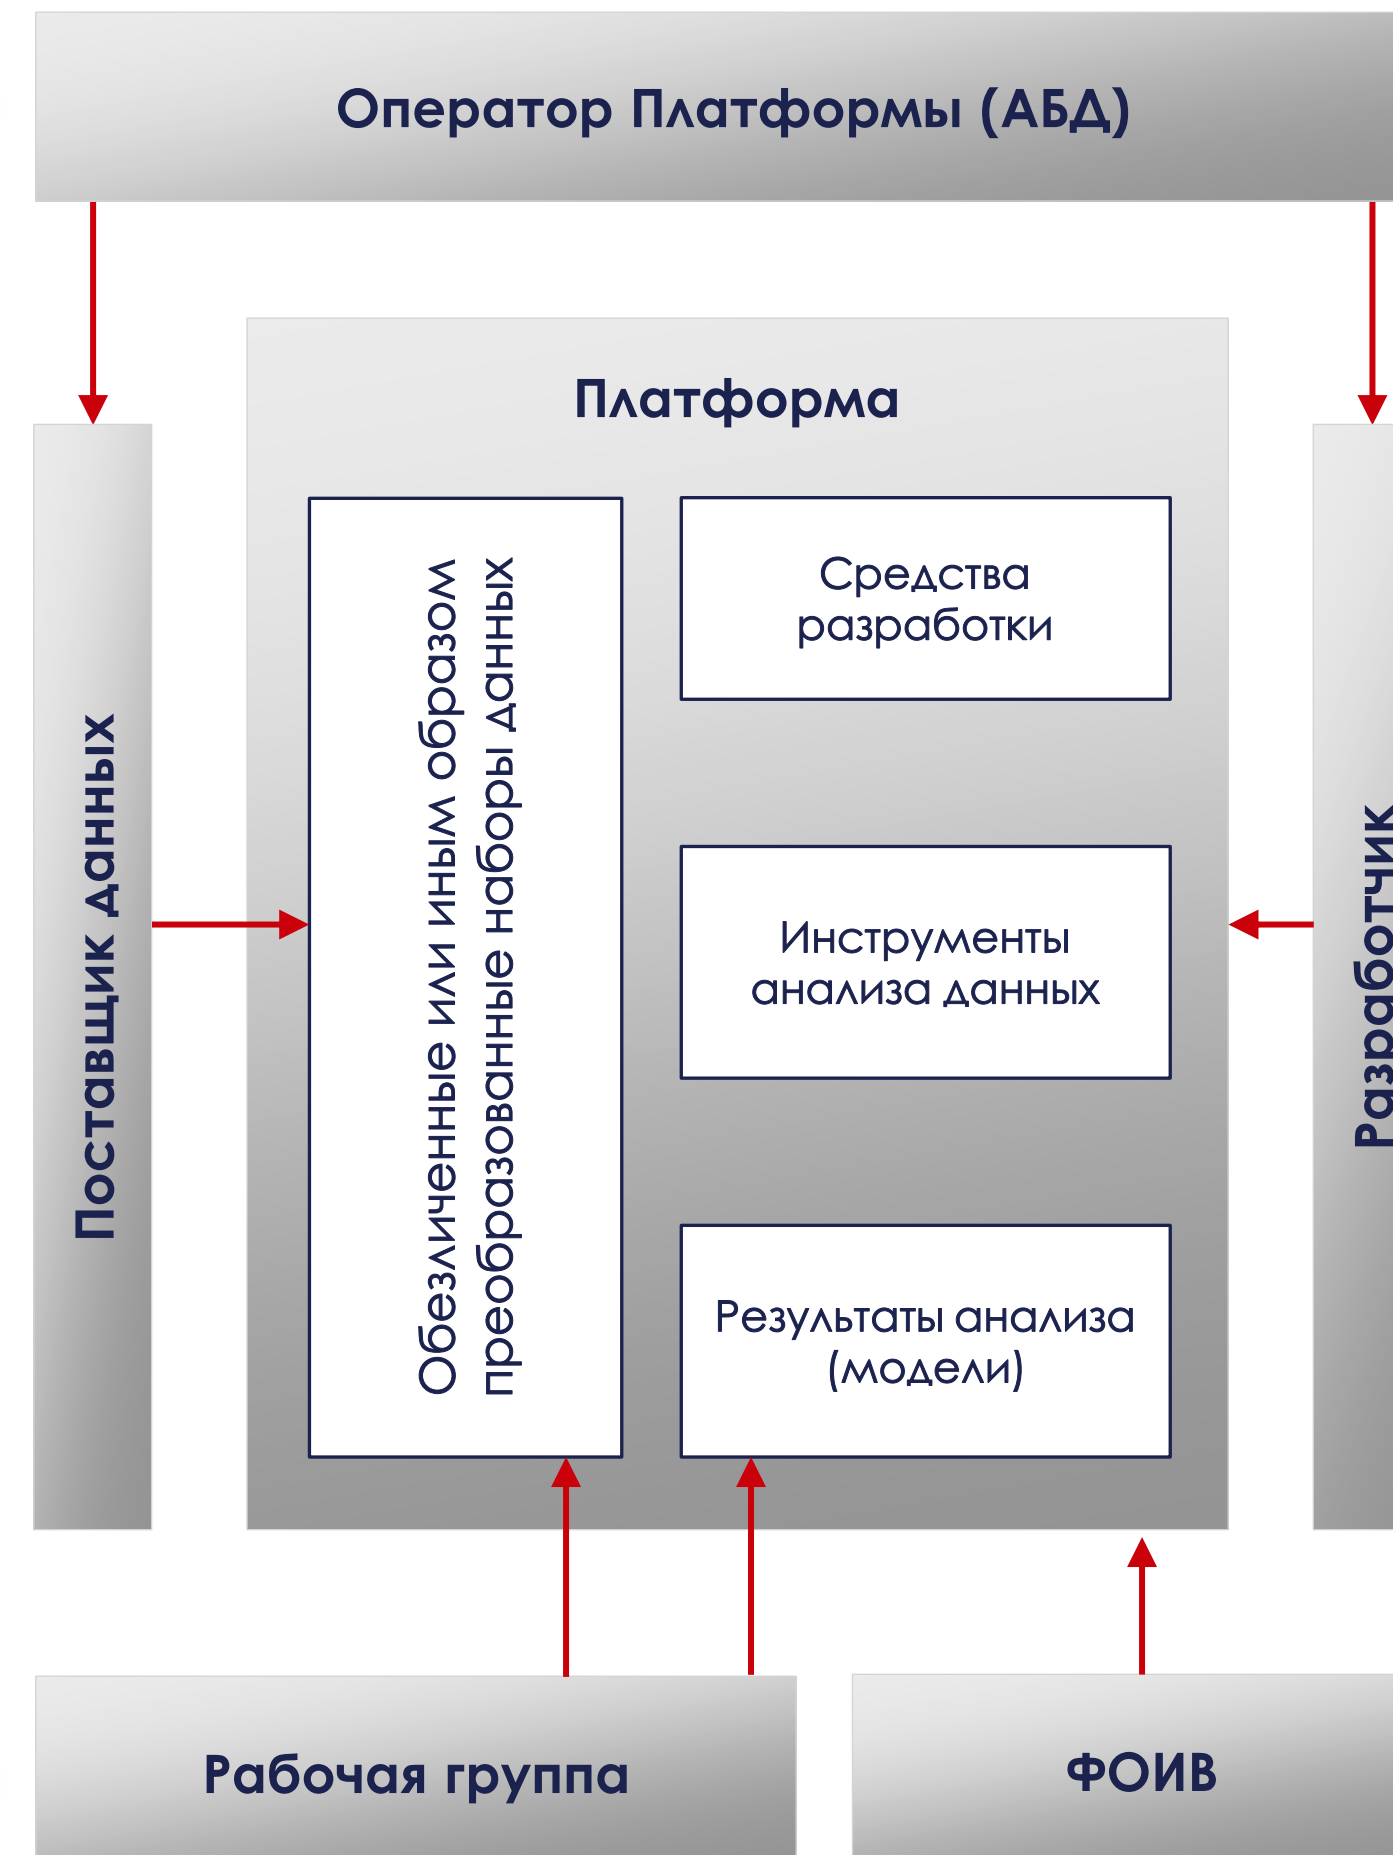 Оператор Платформы (АБД)
Платформа
Поставщик данных
Обезличенные или иным образом
преобразованные наборы данных
Средства
разработки
Инструменты
анализа данных
Результаты анализа
(модели)
Разработчик
Рабочая группа
ФОИВ